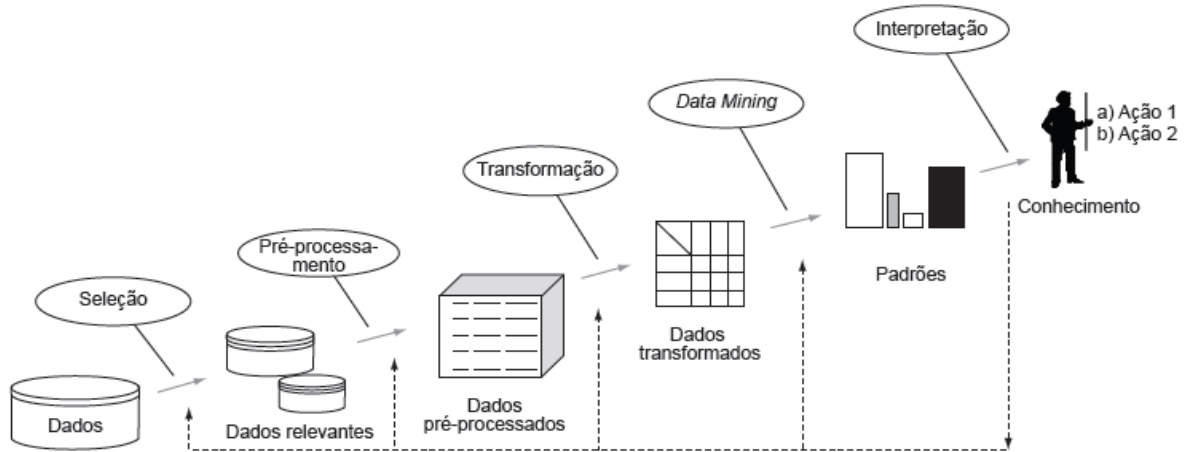 Interpretação
Data Mining
a) Ação 1
b) Ação 2
Transformação
Conhecimento
Pré-processa-
mento
Padrões
Seleção
Dados
transformados
Dados
pré-processados
Dados relevantes
Dados